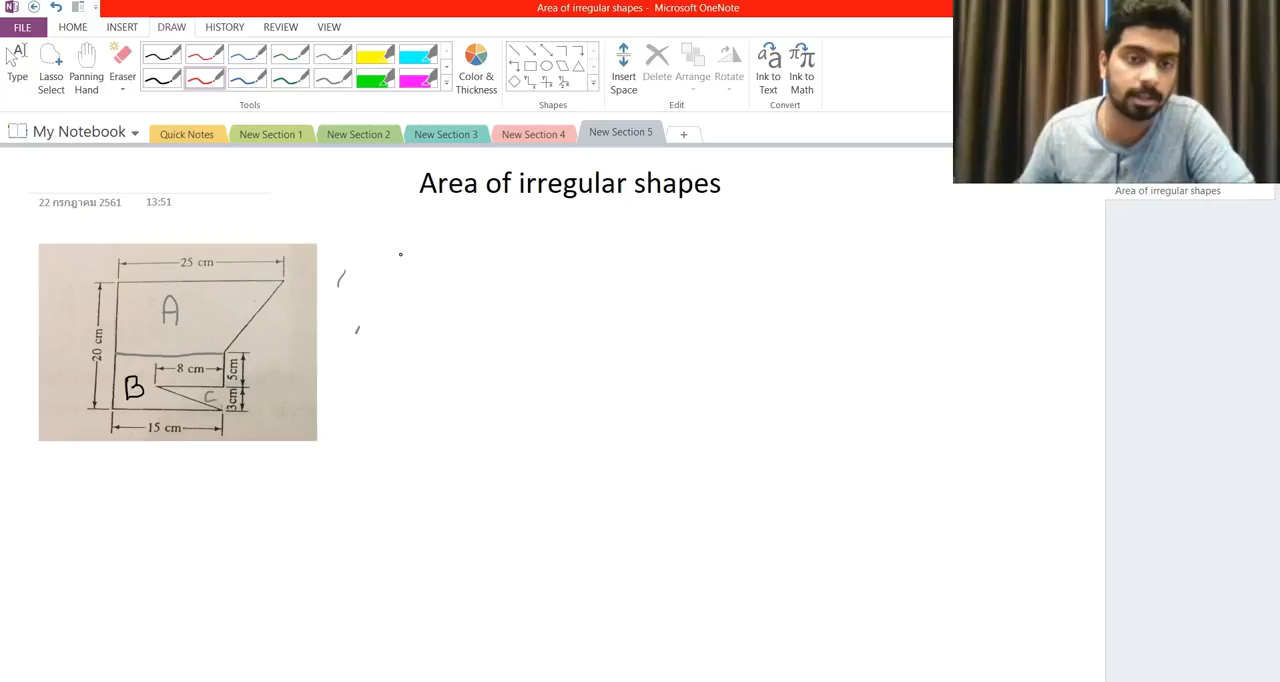 Area of irregular shapes - Microsoft OneNote
FILE HOME INSERT DRAW HISTORY REVIEW VIEW
Type
Lasso Select
Panning Hand
Eraser
Color & Thickness
Insert Space
Delete
Arrange
Rotate
Ink to Text
Ink to Math
Tools
Shapes
Edit
Convert
My Notebook
Quick Notes
New Section 1
New Section 2
New Section 3
New Section 4
New Section 5
Area of irregular shapes
Area of irregular shapes
22 กรกฎาคม 2561 13:51
25 cm
A
20 cm
8 cm
5cm
B
C
3cm
15 cm